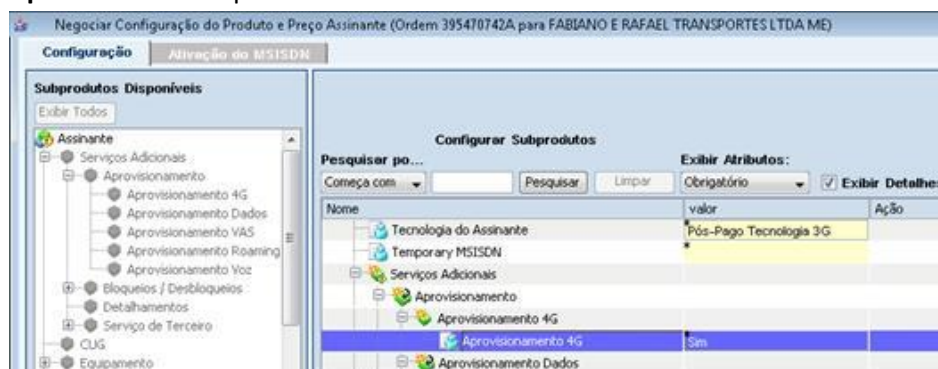 Negociar Configuração do Produto e Preço Assinante (Ordem 395470742A para FABIANO E RAFAEL TRANSPORTES LTDA ME)
Configuração Ativação do MSISDN
Subprodutos Disponíveis
Exibir Todos
Assinante
Serviços Adicionais
Aprovisionamento
Aprovisionamento 4G
Aprovisionamento Dados
Aprovisionamento VAS
Aprovisionamento Roaming
Aprovisionamento Voz
Bloqueios / Desbloqueios
Detalhamentos
Serviço de Terceiro
CUG
Equipamento
Configurar Subprodutos
Pesquisar po... Exibir Atributos:
Começa com Pesquisar Limpar Obrigatório Exibir Detalhes
Nome valor Ação
Tecnologia do Assinante Pós-Pago Tecnologia 3G
Temporary MSISDN *
Serviços Adicionais
Aprovisionamento
Aprovisionamento 4G
Aprovisionamento 4G Sim
Aprovisionamento Dados